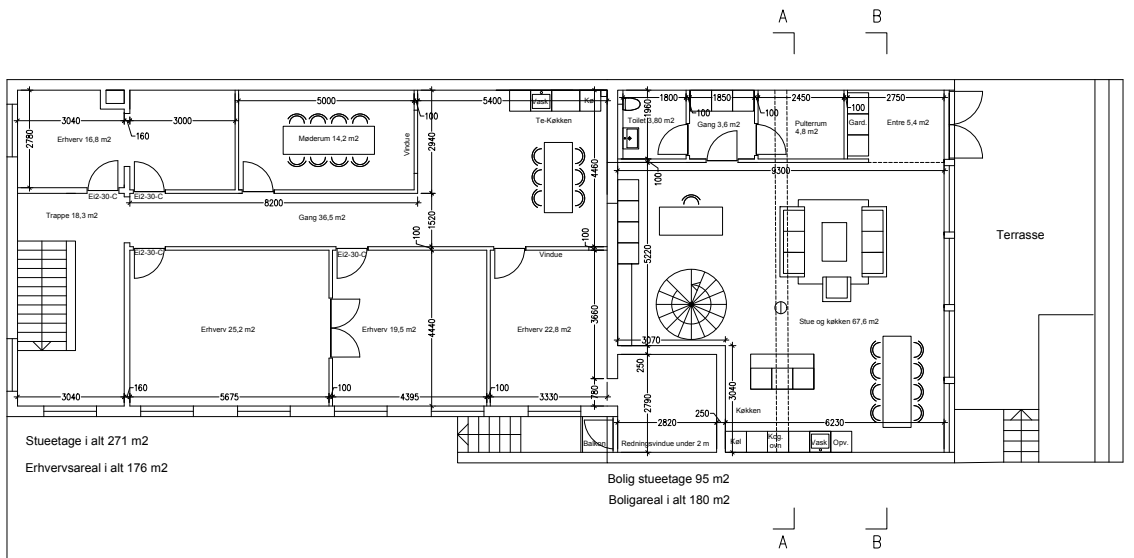 A B
5000 5400 1800 1850 2450 2750
100 1960 100 100 100
Vask Kø
3040 3000 Toilet 3,80 m2 Gang 3,6 m2 Pulterrum 4,8 m2 Gard. Entre 5,4 m2
160 Te-Køkken
2780 Erhverv 16,8 m2 Møderum 14,2 m2 Vindue 2940
4460 100 9300
Ei2-30-C Ei2-30-C
8200
Trappe 18,3 m2 Gang 36,5 m2 1520
100 100
Ei2-30-C Ei2-30-C Vindue
5220
Terrasse
Erhverv 25,2 m2 Erhverv 19,5 m2 4440 Erhverv 22,8 m2 3660
Stue og køkken 67,6 m2
3070
250
780 2790 3040
3040 160 5675 100 4395 100 3330
250 Køkken
2820 6230
Stueetage i alt 271 m2
Balkon Redningsvindue under 2 m Køl Kog. ovn Vask Opv.
Erhvervsareal i alt 176 m2
Bolig stueetage 95 m2
Boligareal i alt 180 m2
A B